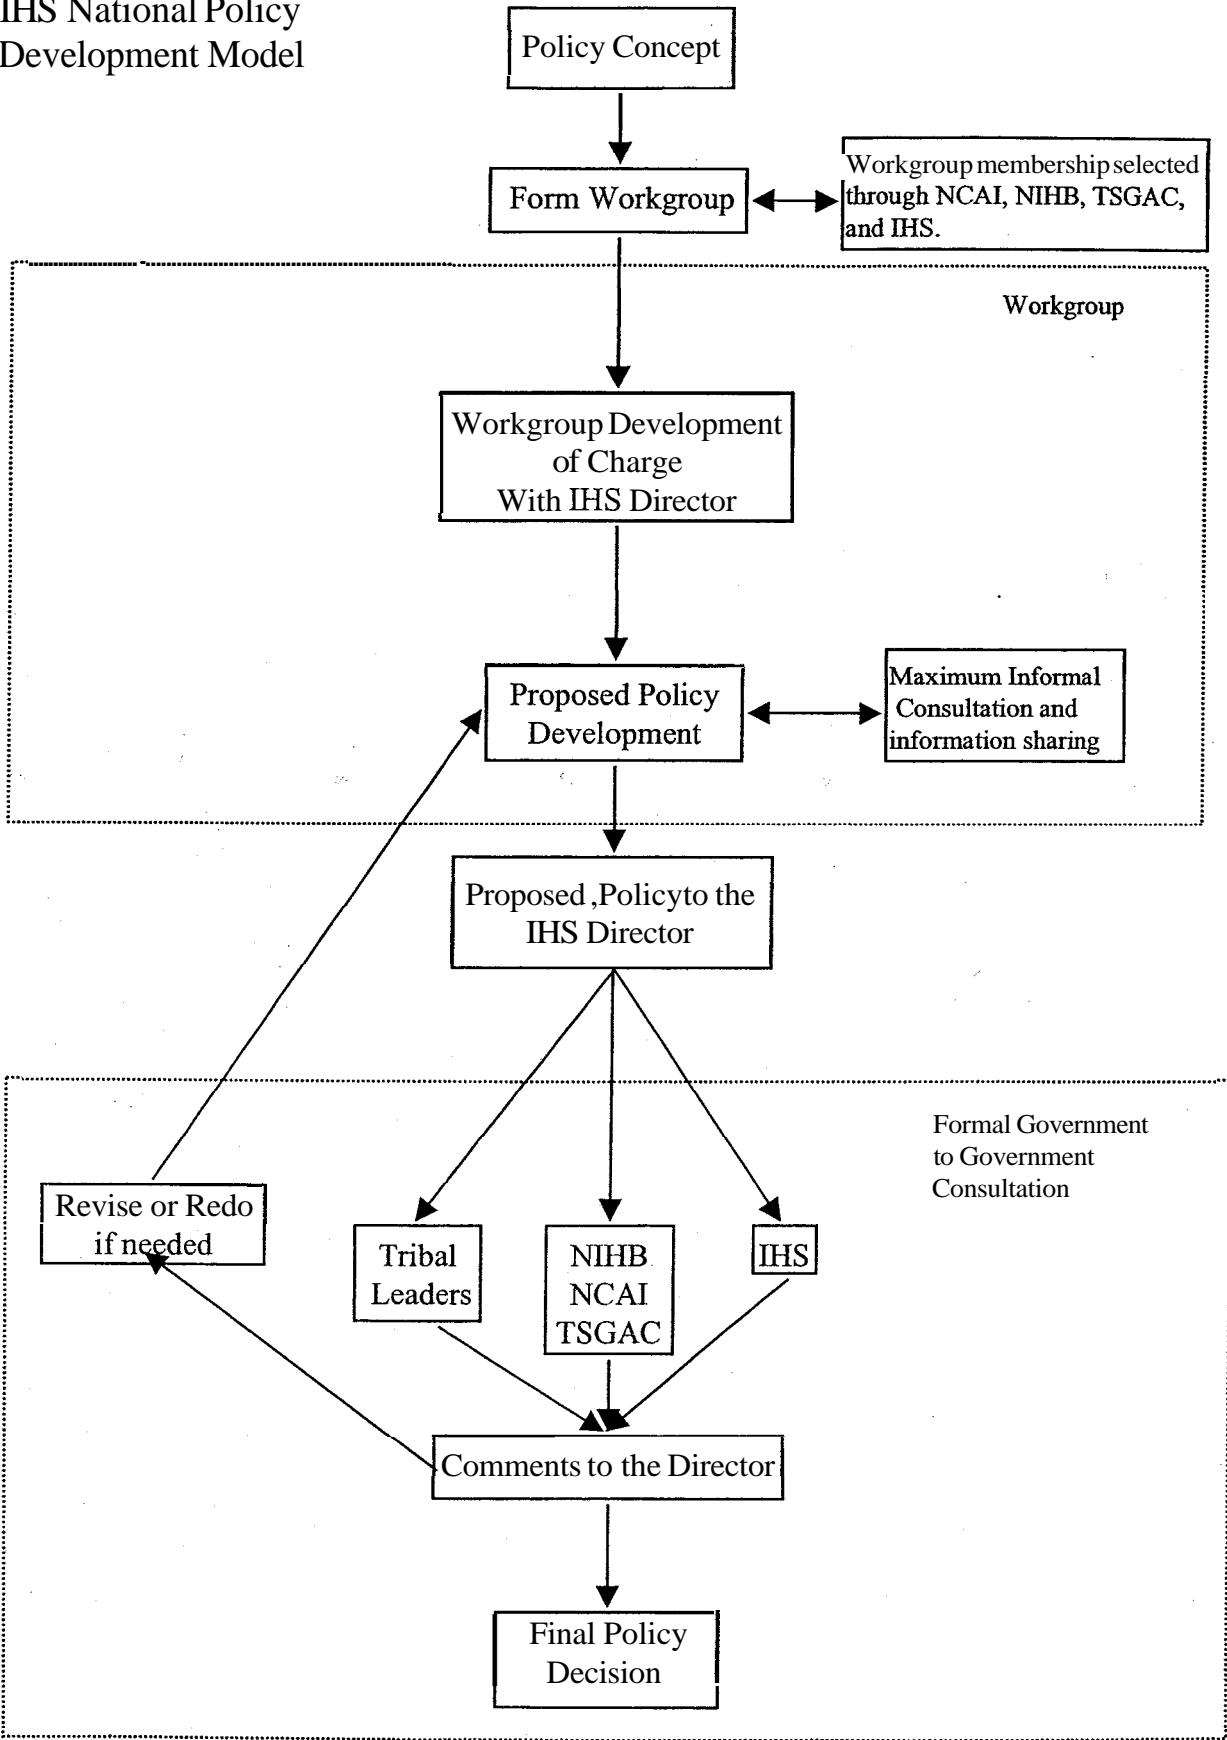 IHS National Policy
Development Model
Policy Concept
Form Workgroup
Workgroup membership selected
through NCAI, NIHB, TSGAC,
and IHS.
Workgroup
Workgroup Development
of Charge
With IHS Director
Proposed Policy
Development
Maximum Informal
Consultation and
information sharing
Proposed ,Policyto the
IHS Director
Formal Government
to Government
Consultation
Revise or Redo
if needed
Tribal
Leaders
NIHB
NCAI
TSGAC
IHS
Comments to the Director
Final Policy
Decision